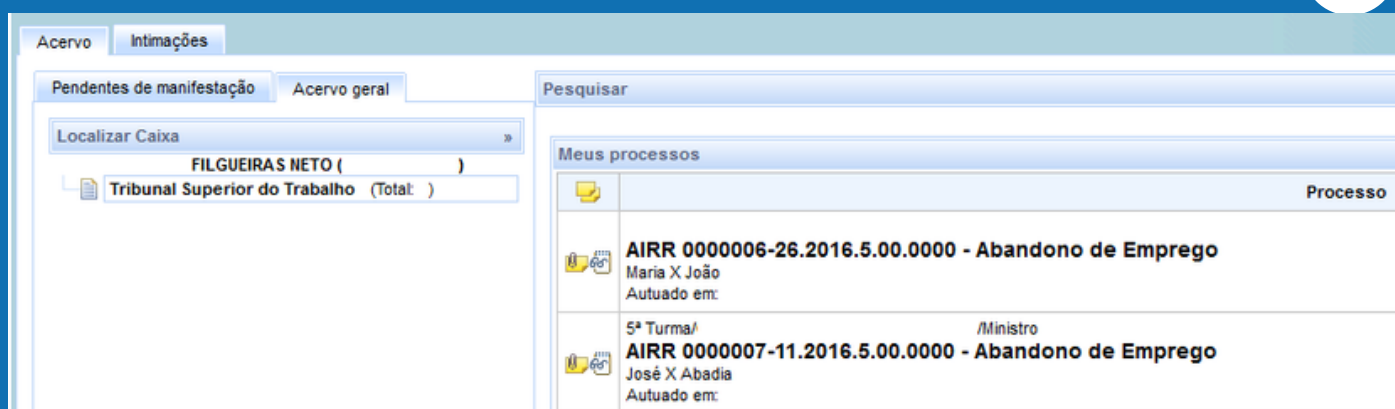 Acervo Intimações
Pendentes de manifestação Acervo geral
Localizar Caixa »
FILGUEIRAS NETO ( )
Tribunal Superior do Trabalho (Total: )
Pesquisar
Meus processos
Processo
AIRR 0000006-26.2016.5.00.0000 - Abandono de Emprego
Maria X João
Autuado em:
5ª Turma/ /Ministro
AIRR 0000007-11.2016.5.00.0000 - Abandono de Emprego
José X Abadia
Autuado em: